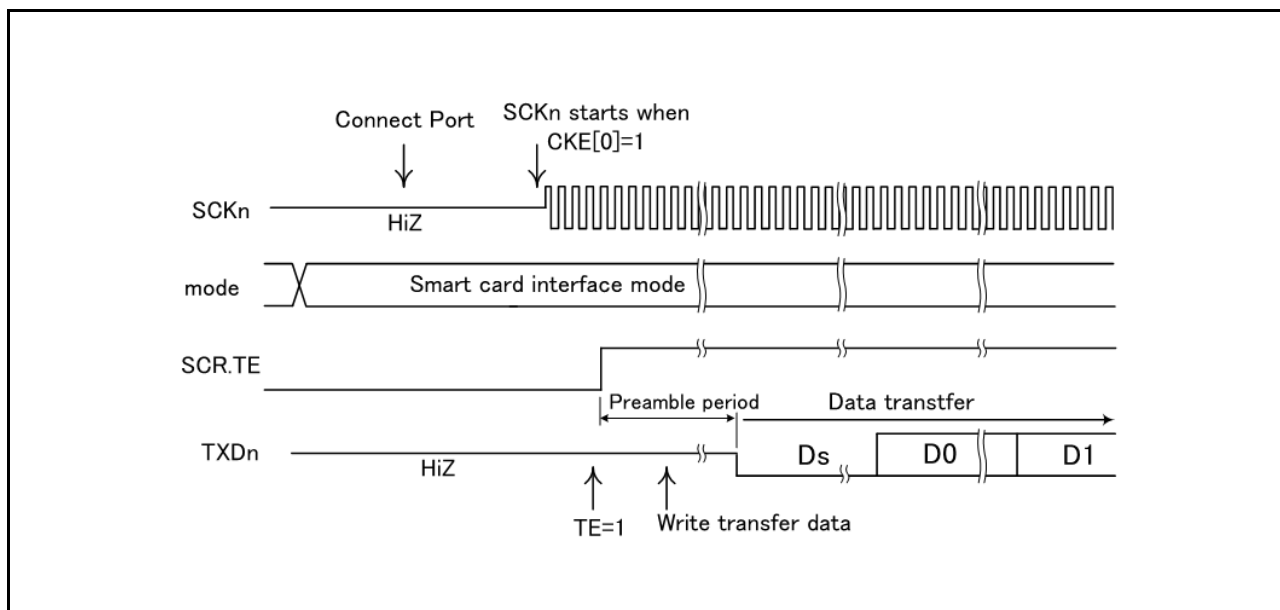 Connect Port
SCKn starts when
CKE[0]=1
SCKn
HiZ
mode
Smart card interface mode
SCR.TE
Preamble period
Data transtfer
TXDn
HiZ
Ds
D0
D1
TE=1
Write transfer data